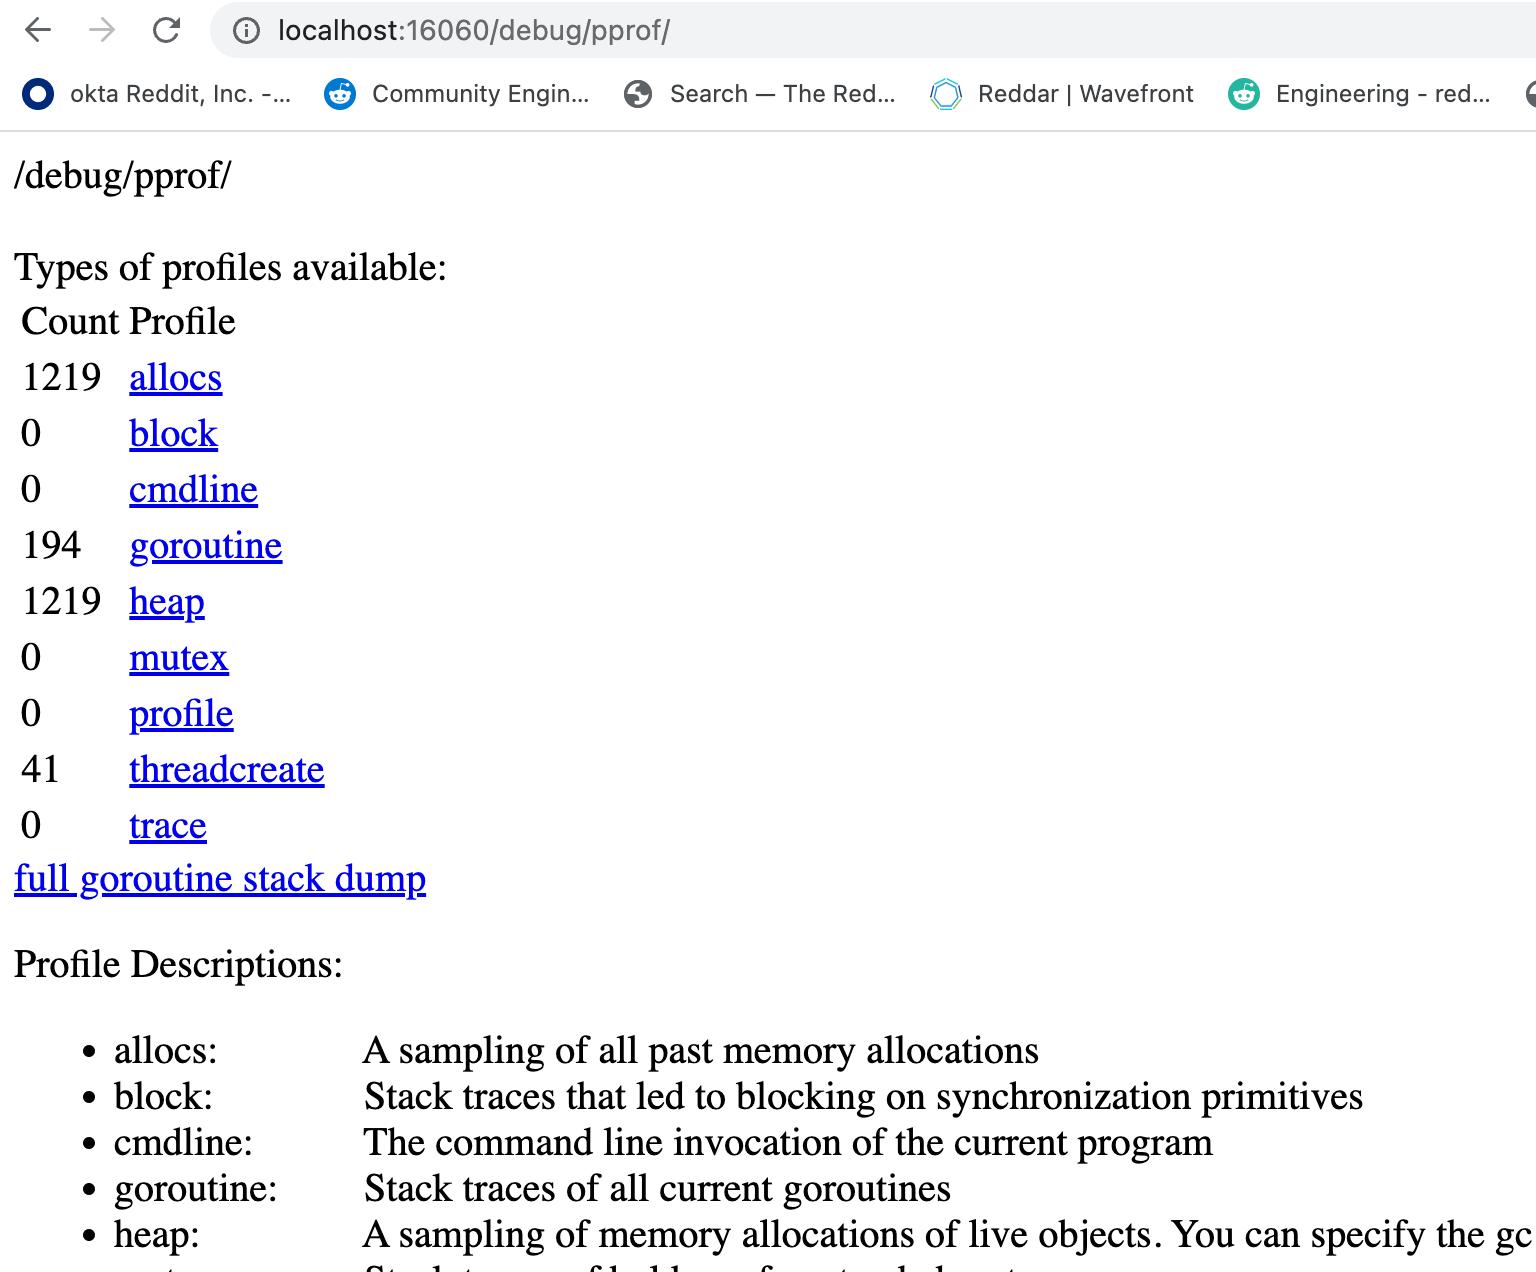 localhost:16060/debug/pprof/
okta Reddit, Inc. -... Community Engin... Search — The Red... Reddar | Wavefront Engineering - red...
/debug/pprof/
Types of profiles available:
Count Profile
1219 allocs
0 block
0 cmdline
194 goroutine
1219 heap
0 mutex
0 profile
41 threadcreate
0 trace
full goroutine stack dump
Profile Descriptions:
• allocs: A sampling of all past memory allocations
• block: Stack traces that led to blocking on synchronization primitives
• cmdline: The command line invocation of the current program
• goroutine: Stack traces of all current goroutines
• heap: A sampling of memory allocations of live objects. You can specify the gc